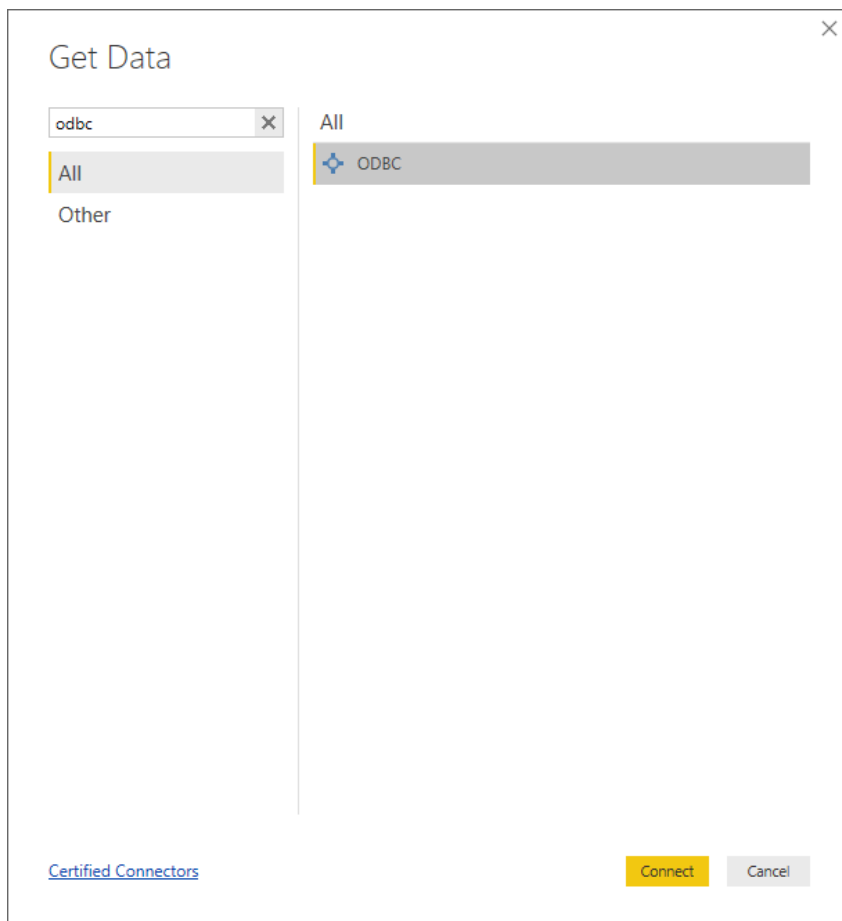 Get Data
odbc
All
Other
All
ODBC
Certified Connectors
Connect
Cancel